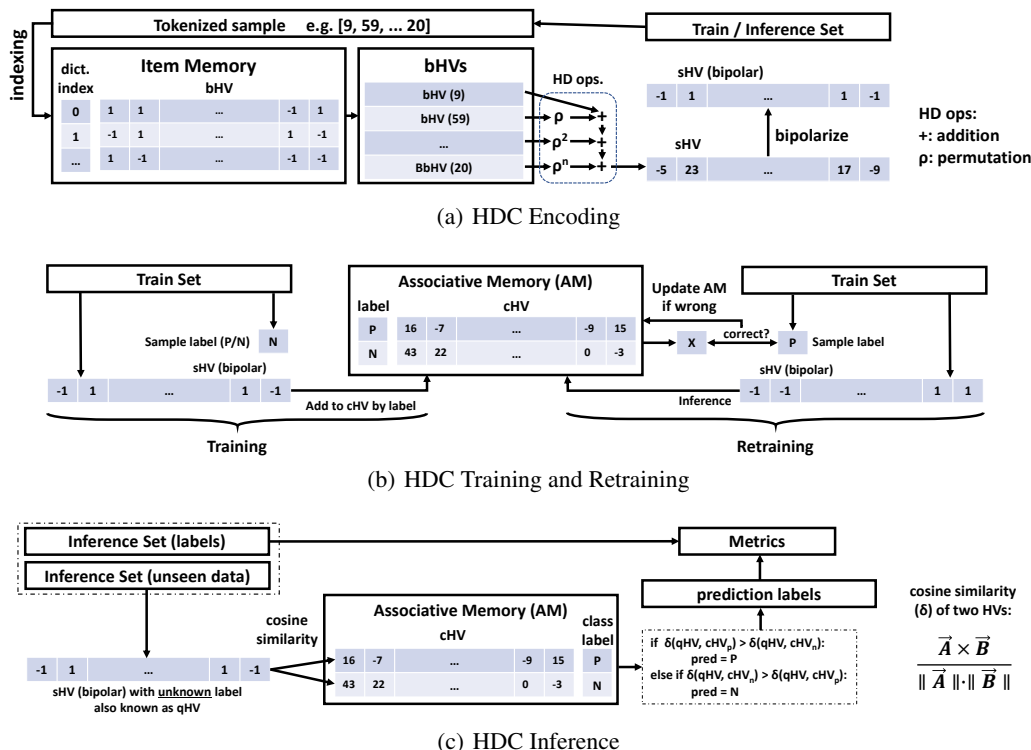 Tokenized sample e.g. [9, 59, ... 20]
Train / Inference Set
indexing
dict.
index
Item Memory
bHV
0 1 1 ... -1 1
1 -1 1 ... 1 -1
... 1 -1 ... -1 -1
bHVs
bHV (9)
bHV (59)
...
BbHV (20)
HD ops.
+
ρ +
ρ² +
ρⁿ +
sHV (bipolar)
-1 1 ... 1 -1
bipolarize
sHV
-5 23 ... 17 -9
HD ops:
+: addition
ρ: permutation
(a) HDC Encoding
Train Set
Sample label (P/N) N
sHV (bipolar)
-1 1 ... 1 -1
Add to cHV by label
Training
Associative Memory (AM)
label cHV
P 16 -7 ... -9 15
N 43 22 ... 0 -3
Update AM
if wrong
Train Set
X correct? P Sample label
sHV (bipolar)
-1 -1 ... 1 1
Inference
Retraining
(b) HDC Training and Retraining
Inference Set (labels)
Inference Set (unseen data)
Metrics
prediction labels
-1 1 ... 1 -1
sHV (bipolar) with unknown label
also known as qHV
cosine
similarity
Associative Memory (AM)
cHV
class
label
16 -7 ... -9 15 P
43 22 ... 0 -3 N
if δ(qHV, cHVₚ) > δ(qHV, cHVₙ):
pred = P
else if δ(qHV, cHVₙ) > δ(qHV, cHVₚ):
pred = N
cosine similarity
(δ) of two HVs:
A⃗ × B⃗
‖ A⃗ ‖·‖ B⃗ ‖
(c) HDC Inference